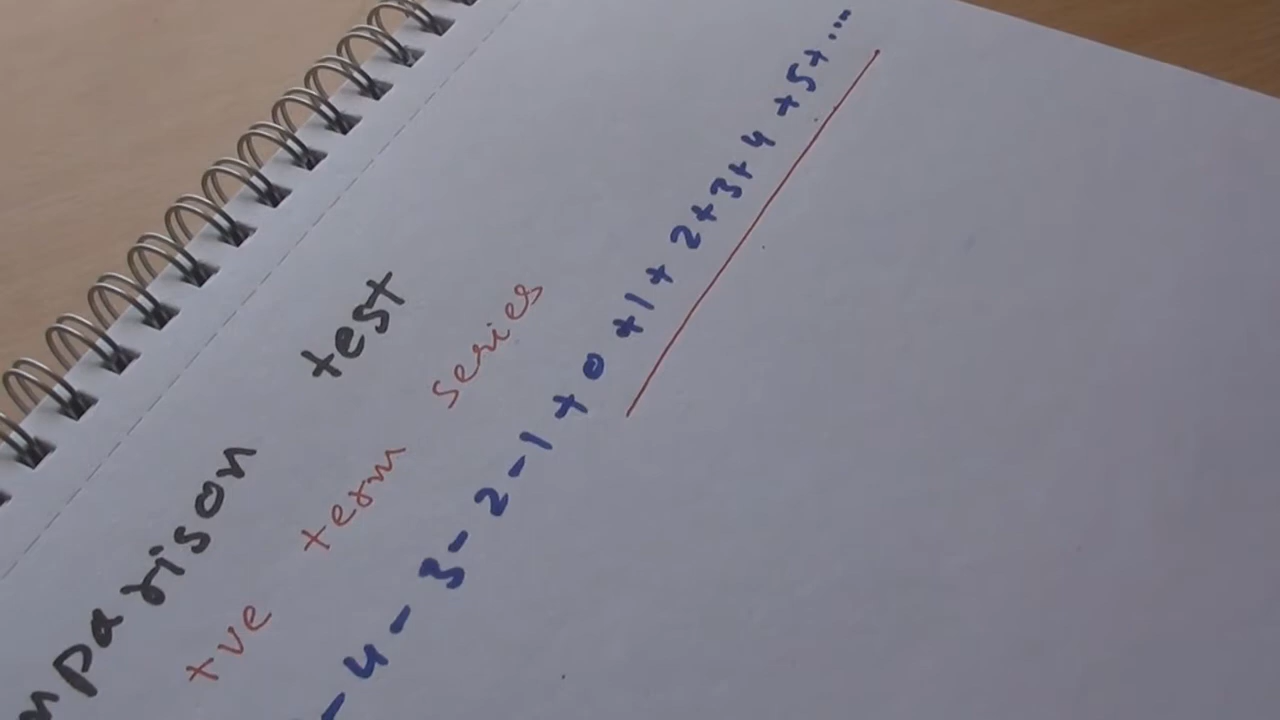 mparison test
+ve term series
- 4 - 3 - 2 - 1 + 0 + 1 + 2 + 3 + 4 + 5 + ...